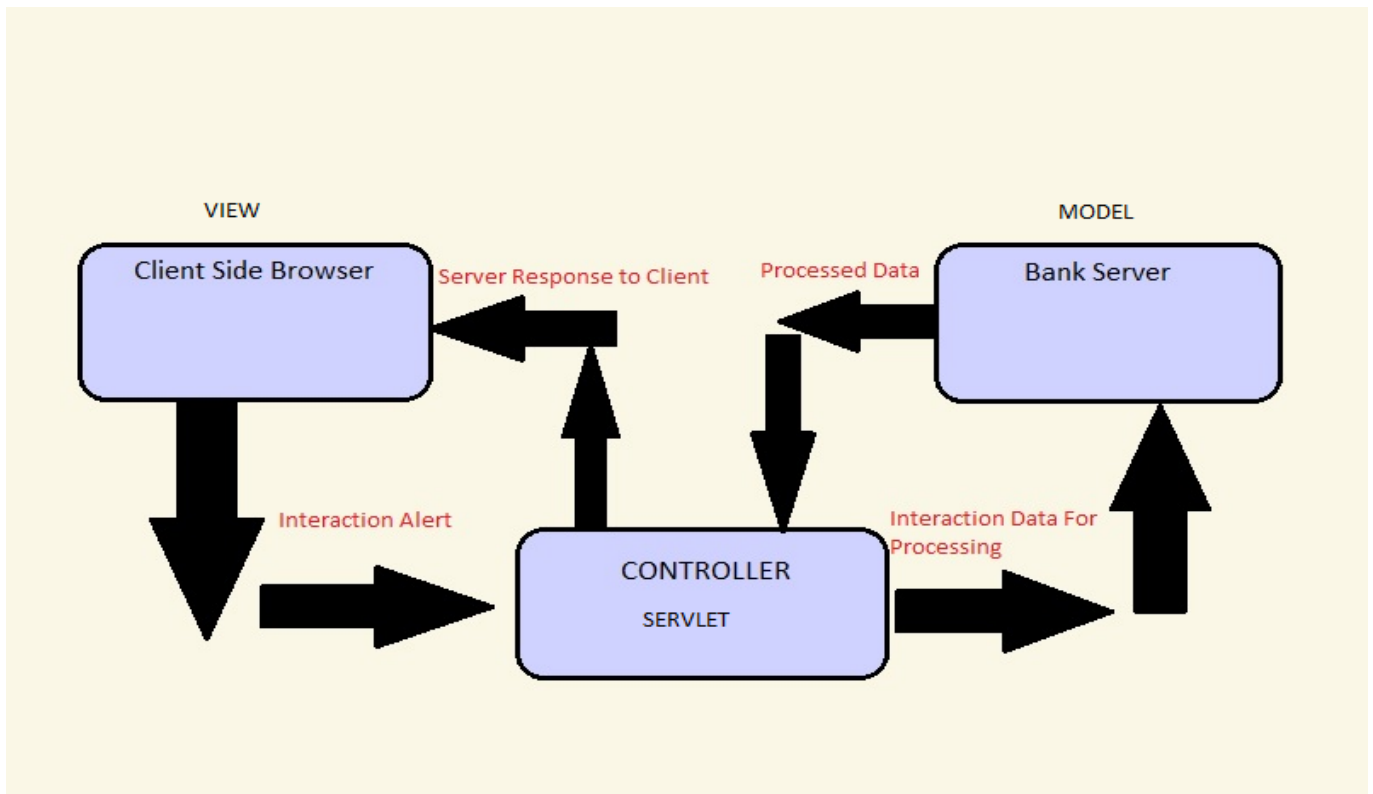 VIEW
MODEL
Client Side Browser
Server Response to Client
Processed Data
Bank Server
Interaction Alert
Interaction Data For
Processing
CONTROLLER
SERVLET